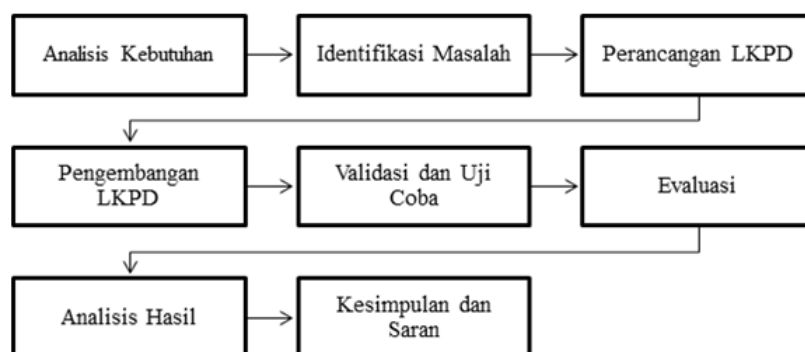 Analisis Kebutuhan
Identifikasi Masalah
Perancangan LKPD
Pengembangan
LKPD
Validasi dan Uji
Coba
Evaluasi
Analisis Hasil
Kesimpulan dan
Saran